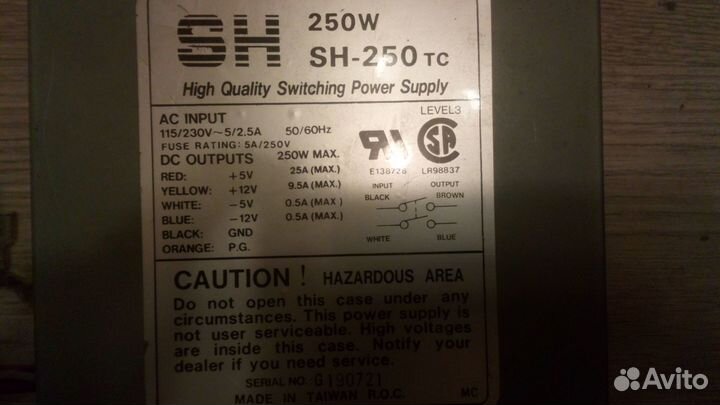 SH
250W
SH-250 TC
High Quality Switching Power Supply
AC INPUT
115/230V~5/2.5A 50/60Hz
FUSE RATING: 5A/250V
DC OUTPUTS 250W MAX.
RED: +5V 25A (MAX.)
YELLOW: +12V 9.5A (MAX.)
WHITE: -5V 0.5A (MAX)
BLUE: -12V 0.5A (MAX.)
BLACK: GND
ORANGE: P.G.
LEVEL3
E138728 LR98837
INPUT OUTPUT
BLACK BROWN
WHITE BLUE
CAUTION ! HAZARDOUS AREA
Do not open this case under any
circumstances. This power supply is
not user serviceable. High voltages
are inside this case. Notify your
dealer if you need service.
SERIAL NO. G190721
MADE IN TAIWAN R.O.C. MC
Avito